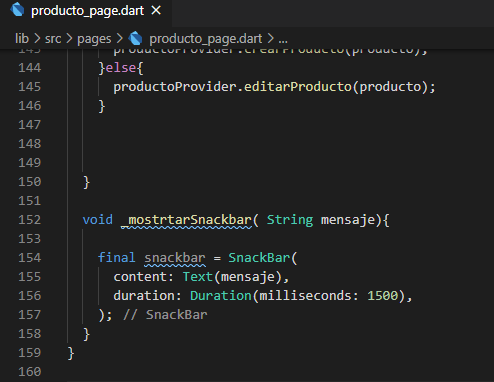 producto_page.dart ×
lib > src > pages > producto_page.dart > ...
143 productoProvider.crearProducto(producto);
144 }else{
145 productoProvider.editarProducto(producto);
146 }
147
148
149
150 }
151
152 void _mostrtarSnackbar( String mensaje){
153
154 final snackbar = SnackBar(
155 content: Text(mensaje),
156 duration: Duration(milliseconds: 1500),
157 ); // SnackBar
158 }
159 }
160